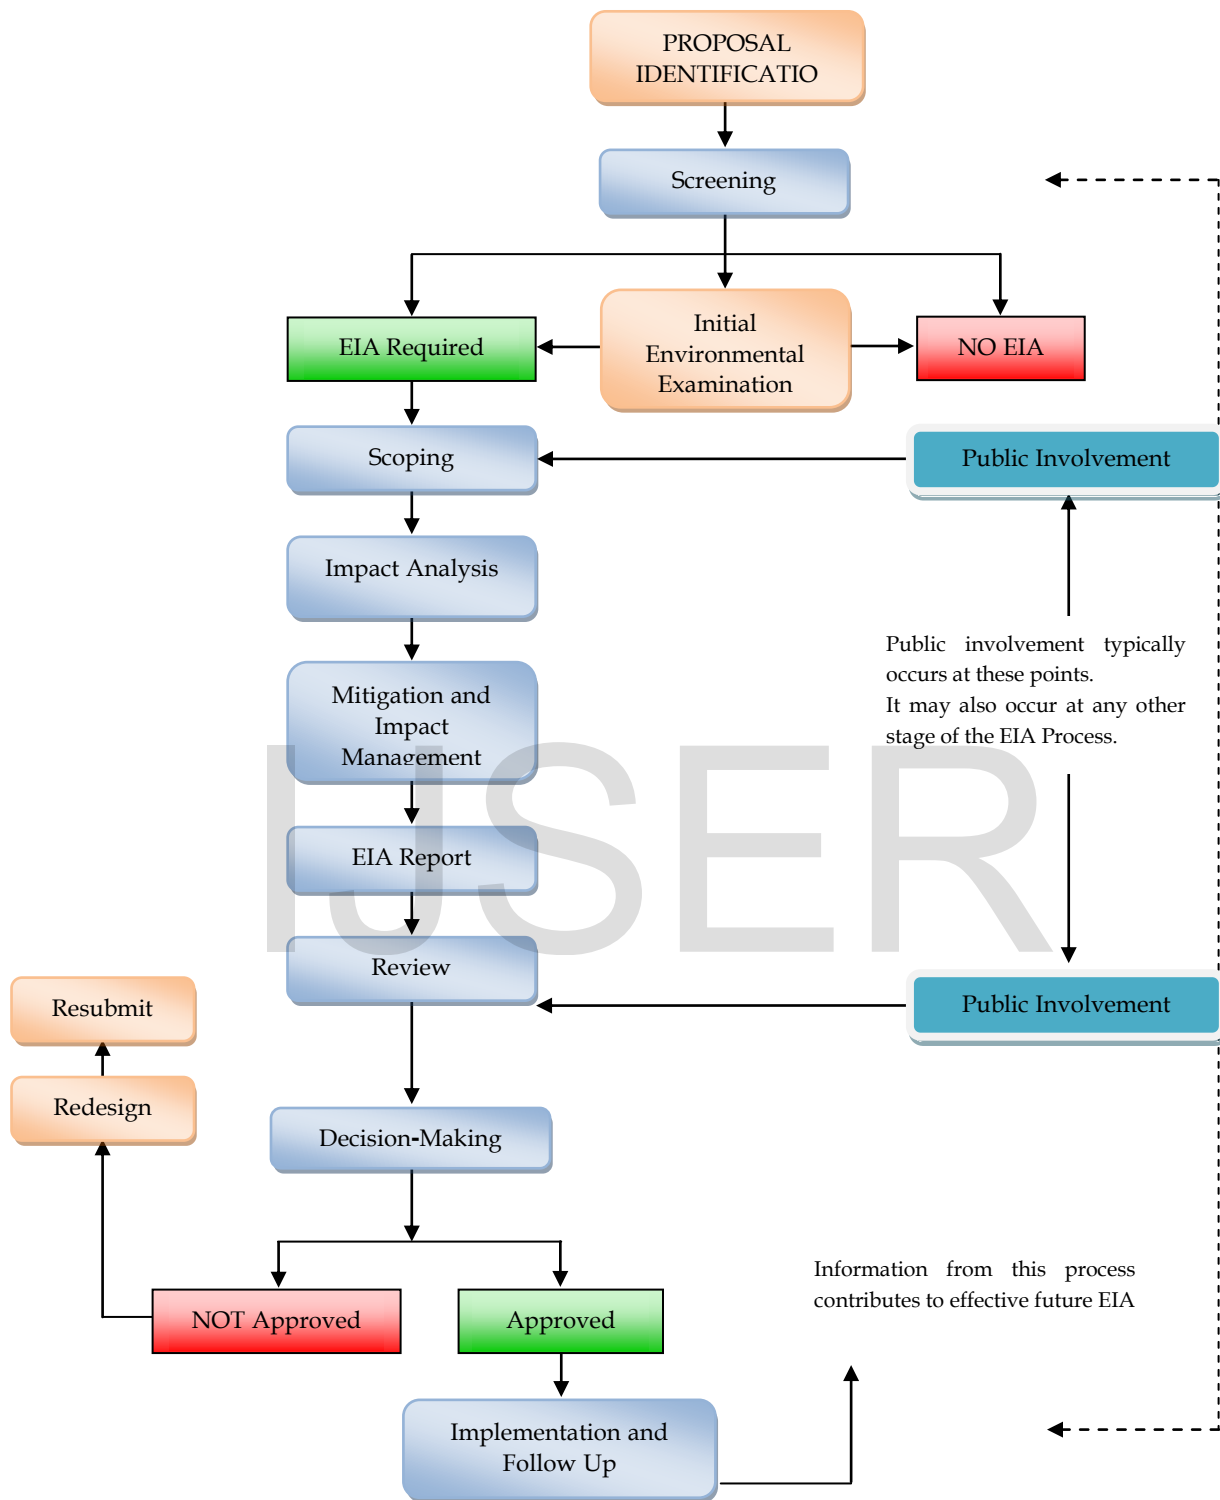 PROPOSAL
IDENTIFICATIO
Screening
Initial
Environmental
Examination
EIA Required
NO EIA
Scoping
Public Involvement
Impact Analysis
Public involvement typically
occurs at these points.
It may also occur at any other
stage of the EIA Process.
Mitigation and
Impact
Management
IJSER
EIA Report
Review
Public Involvement
Resubmit
Redesign
Decision-Making
Information from this process
contributes to effective future EIA
NOT Approved
Approved
Implementation and
Follow Up